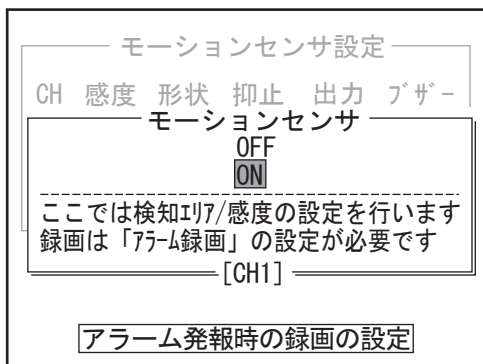 モーションセンサ設定
CH 感度 形状 抑止 出力 ブザー
モーションセンサ
OFF
ON
ここでは検知エリア/感度の設定を行います
録画は「アラーム録画」の設定が必要です
[CH1]
アラーム発報時の録画の設定